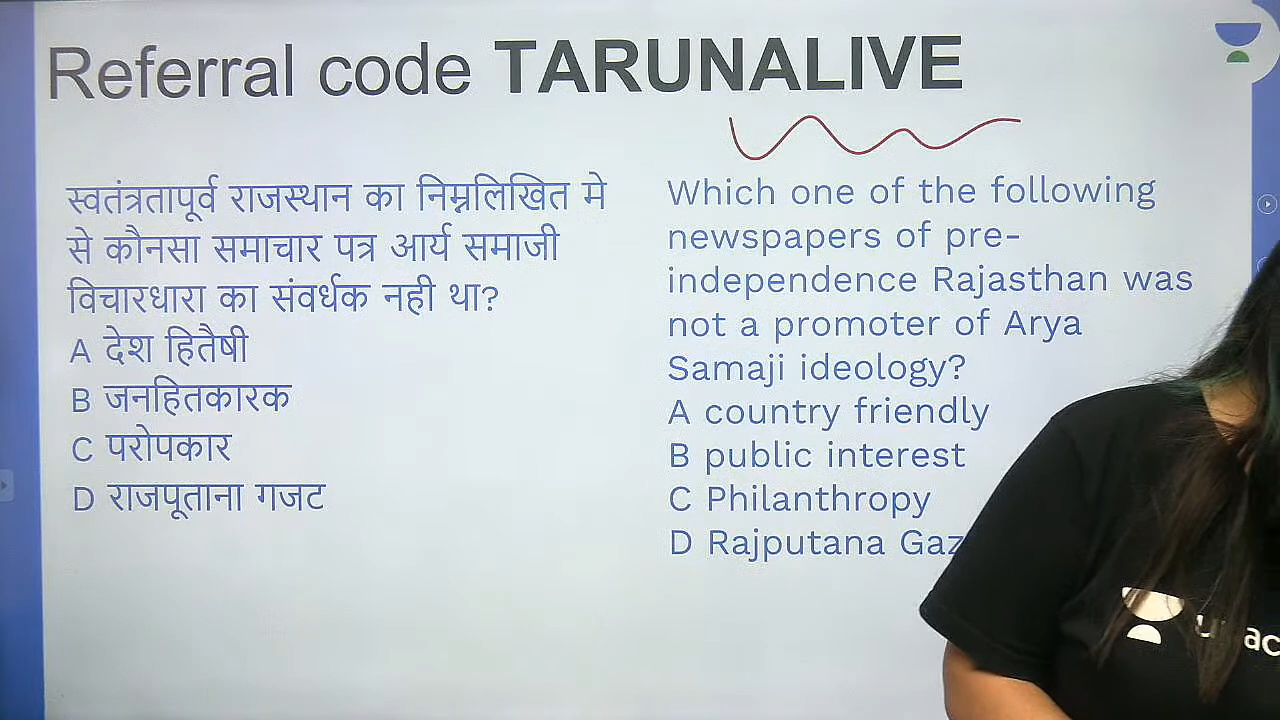 Referral code TARUNALIVE
स्वतंत्रतापूर्व राजस्थान का निम्नलिखित मे
से कौनसा समाचार पत्र आर्य समाजी
विचारधारा का संवर्धक नही था?
A देश हितैषी
B जनहितकारक
C परोपकार
D राजपूताना गजट
Which one of the following
newspapers of pre-
independence Rajasthan was
not a promoter of Arya
Samaji ideology?
A country friendly
B public interest
C Philanthropy
D Rajputana